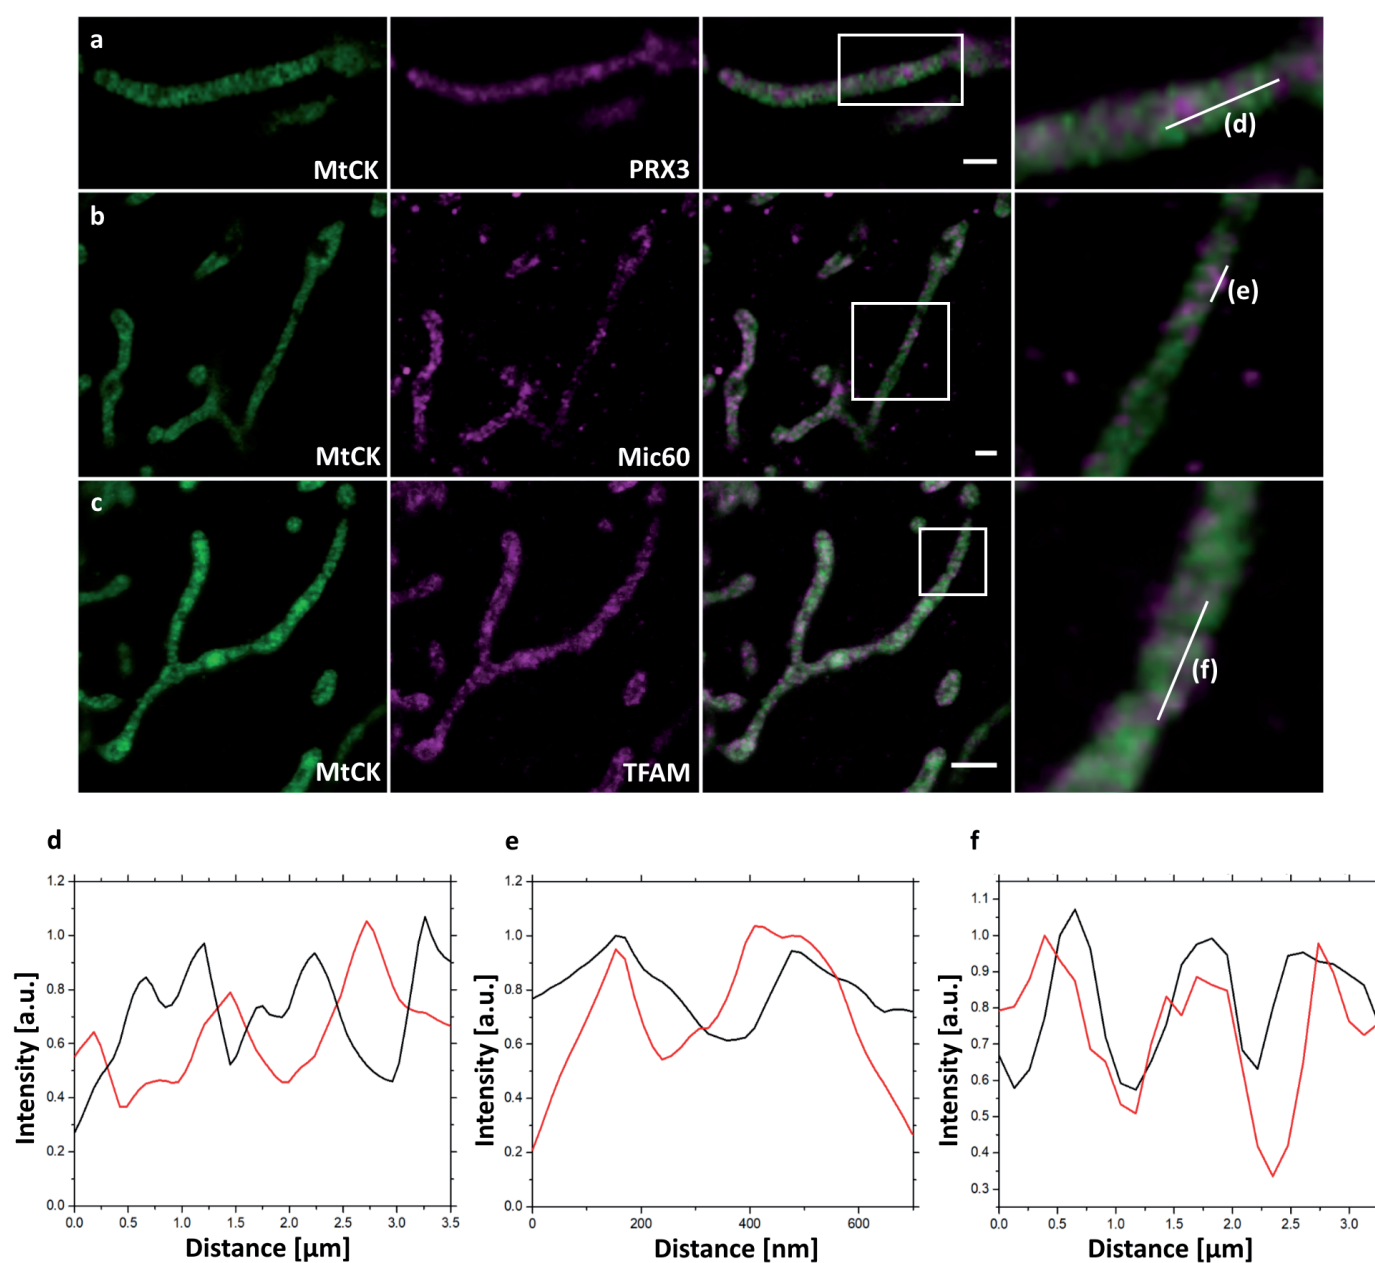 a
MtCK
PRX3
(d)
b
MtCK
Mic60
(e)
c
MtCK
TFAM
(f)
d
1.2
1.0
0.8
0.6
0.4
0.2
0.0
0.0 0.5 1.0 1.5 2.0 2.5 3.0 3.5
Intensity [a.u.]
Distance [μm]
e
1.2
1.0
0.8
0.6
0.4
0.2
0.0
0 200 400 600
Intensity [a.u.]
Distance [nm]
f
1.1
1.0
0.9
0.8
0.7
0.6
0.5
0.4
0.3
0.0 0.5 1.0 1.5 2.0 2.5 3.0
Intensity [a.u.]
Distance [μm]